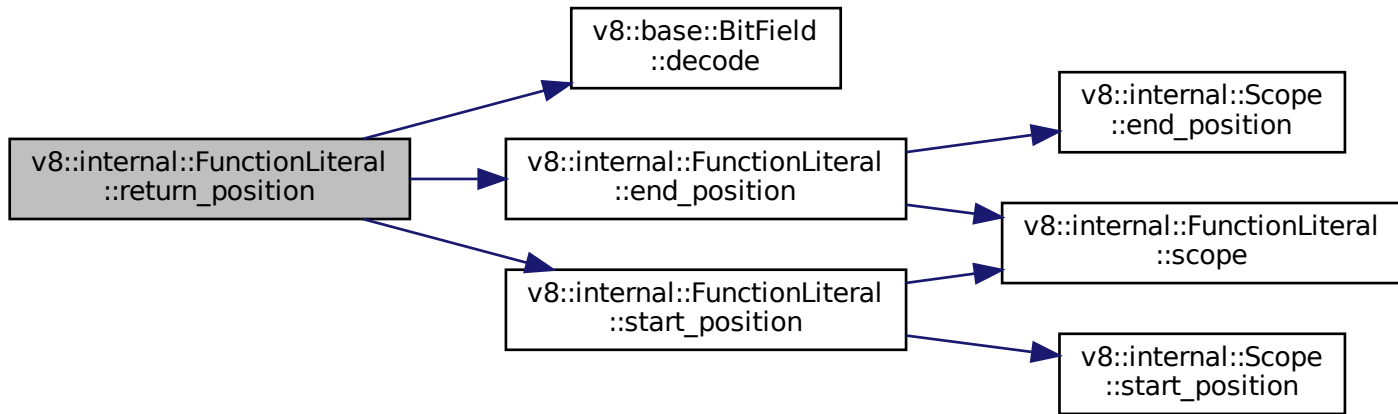 v8::base::BitField
::decode
v8::internal::Scope
::end_position
v8::internal::FunctionLiteral
::return_position
v8::internal::FunctionLiteral
::end_position
v8::internal::FunctionLiteral
::scope
v8::internal::FunctionLiteral
::start_position
v8::internal::Scope
::start_position